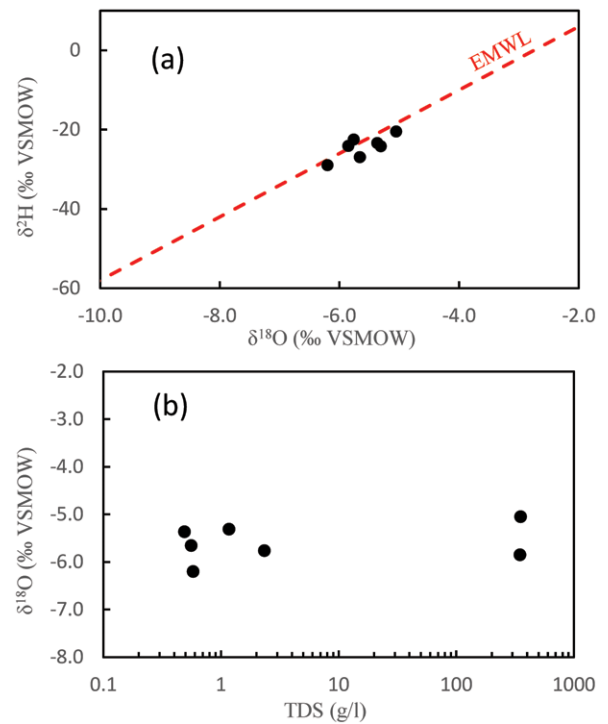 (a)
EMWL
0
-20
-40
-60
δ²H (‰ VSMOW)
-10.0 -8.0 -6.0 -4.0 -2.0
δ¹⁸O (‰ VSMOW)
(b)
-2.0
-3.0
-4.0
-5.0
-6.0
-7.0
-8.0
δ¹⁸O (‰ VSMOW)
0.1 1 10 100 1000
TDS (g/l)